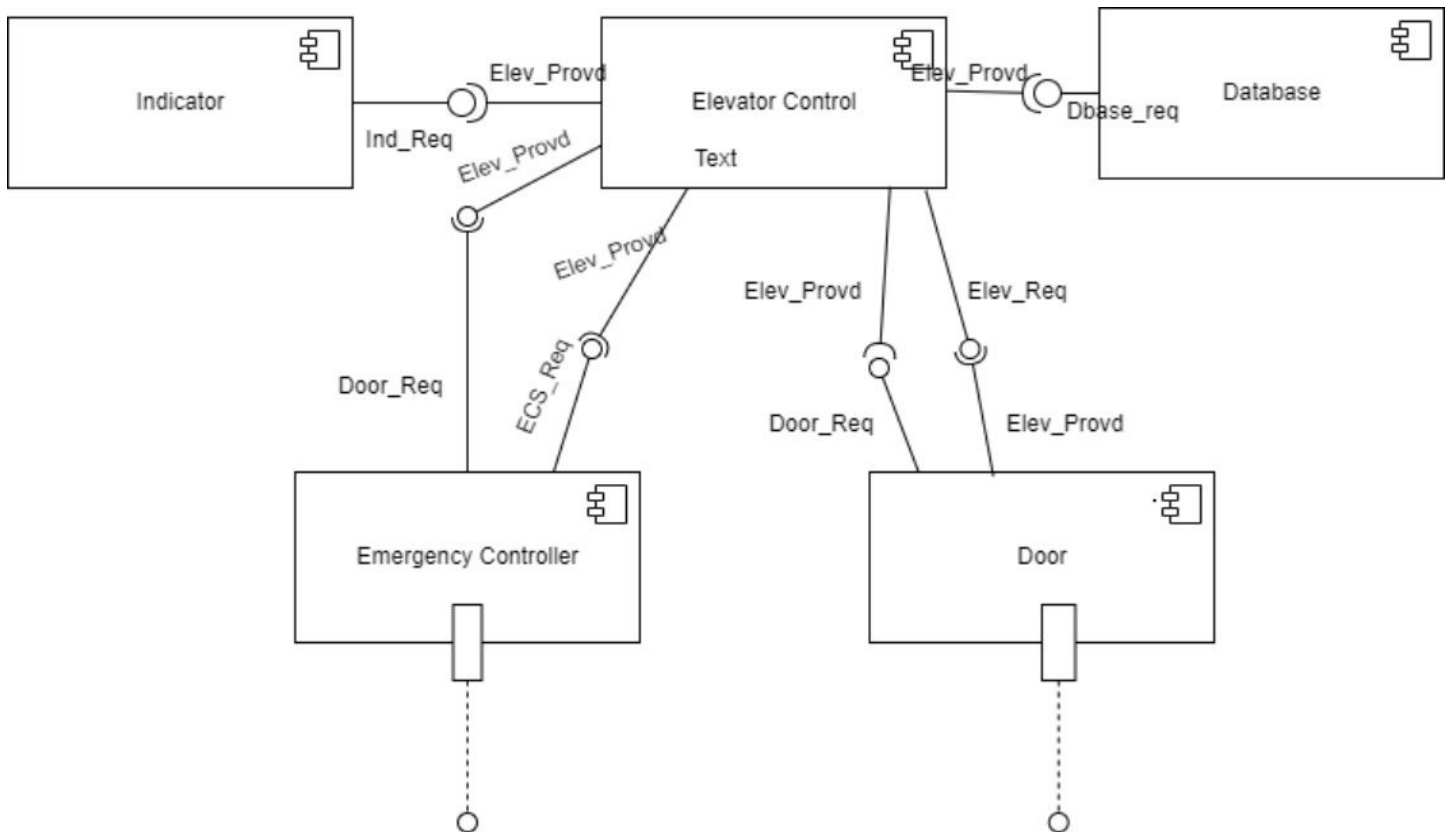 Indicator
Elev_Provd
Ind_Req
Elevator Control
Text
Elev_Provd
Dbase_req
Database
Elev_Provd
Elev_Provd
Door_Req
ECS_Req
Elev_Provd
Elev_Req
Door_Req
Elev_Provd
Emergency Controller
Door